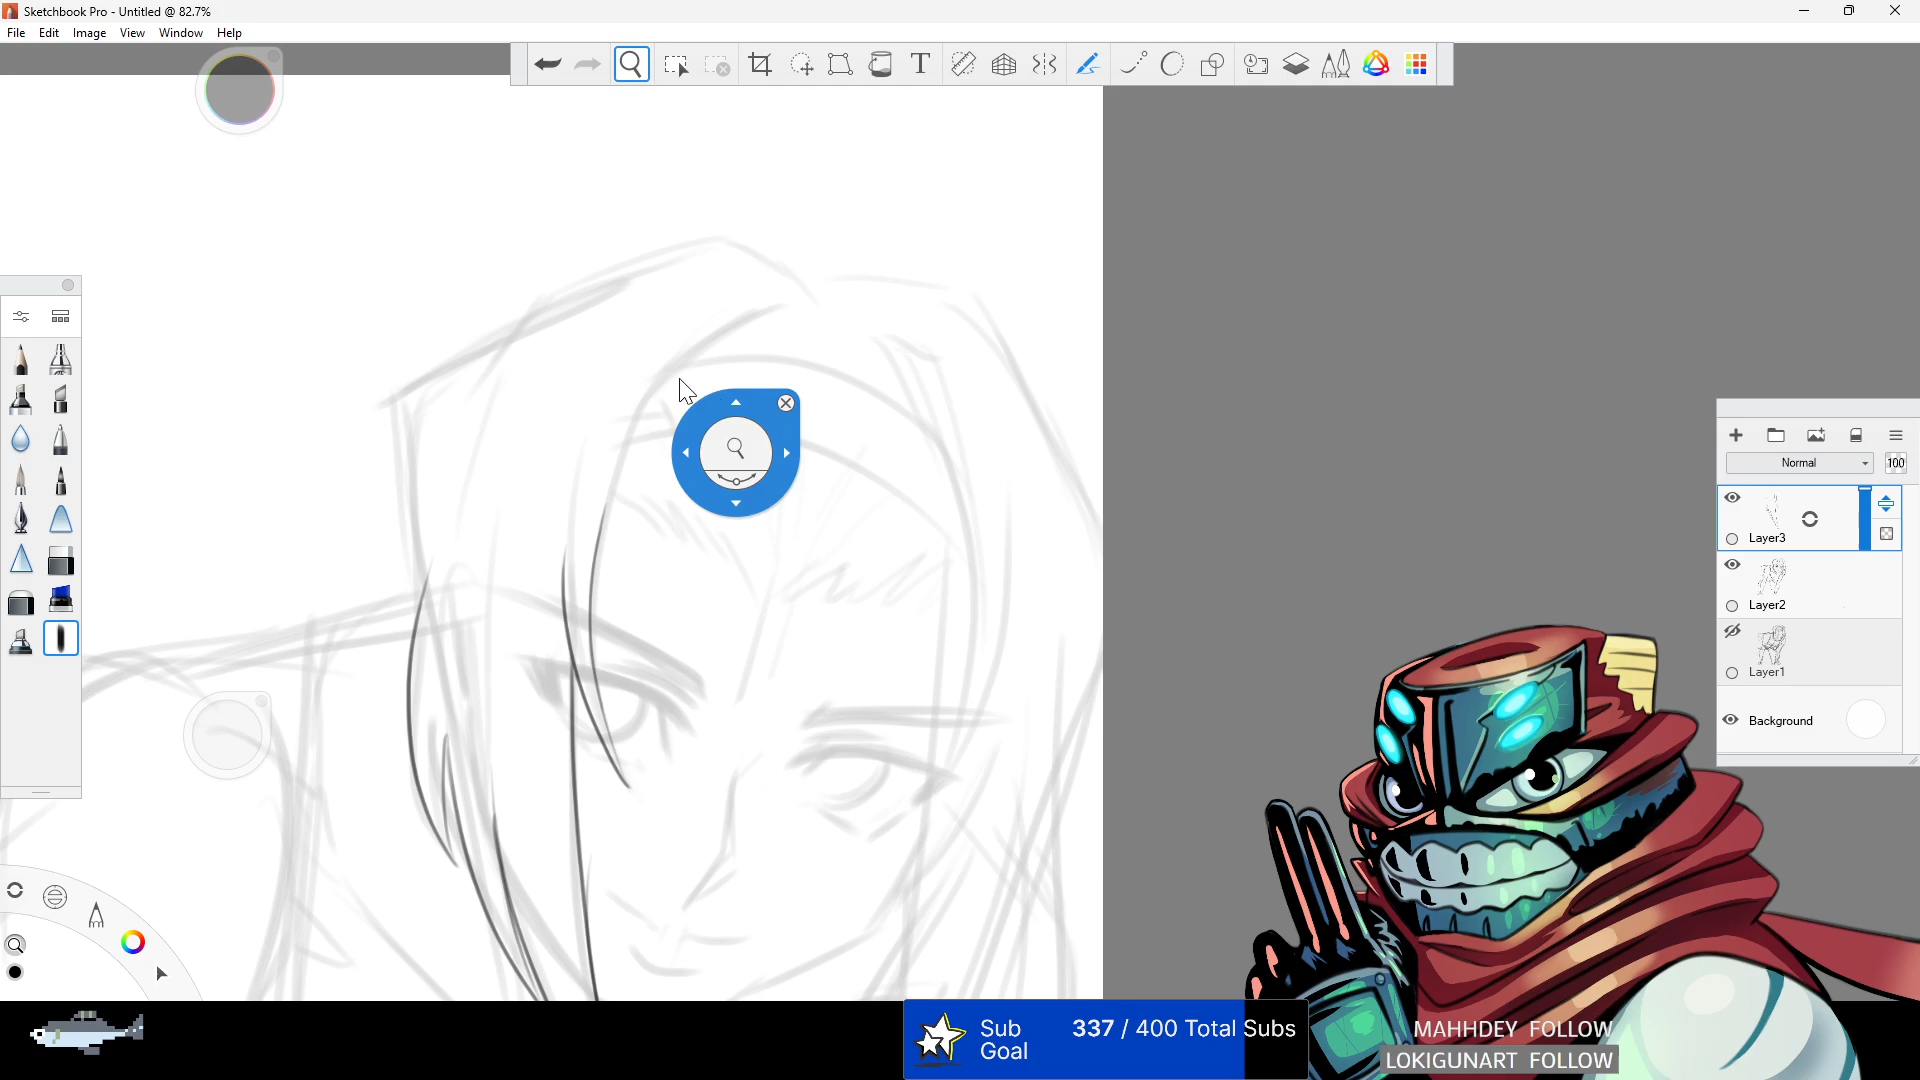 Sketchbook Pro - Untitled @ 82.7%
File Edit Image View Window Help
T
Normal 100
Layer3
Layer2
Layer1
Background
Sub Goal
337 / 400 Total Subs
MAHHDEY FOLLOW
LOKIGUNART FOLLOW